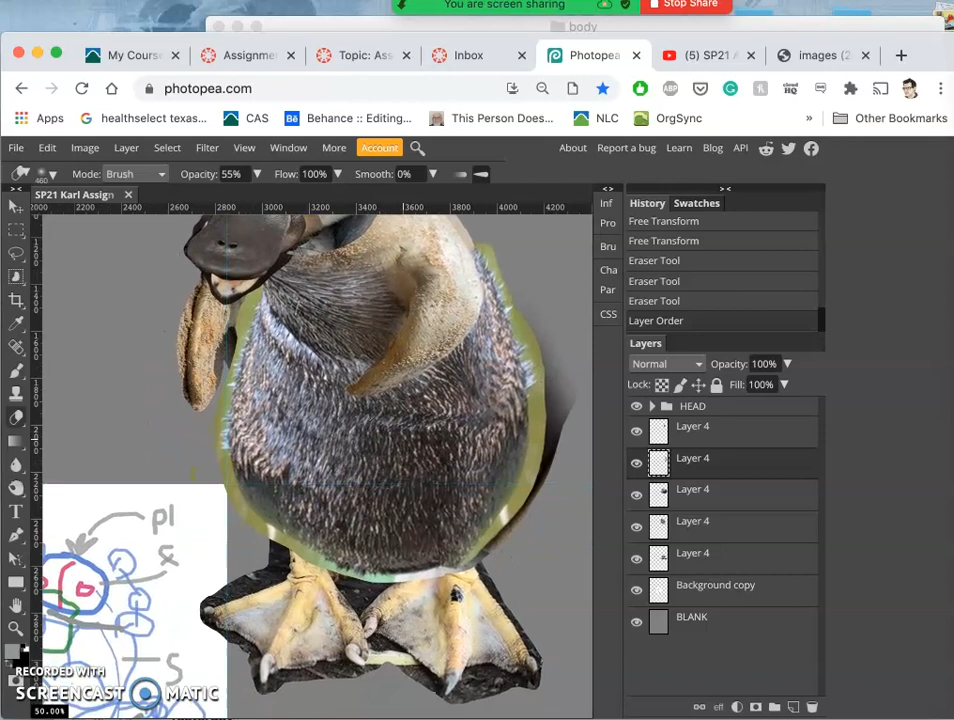 You are screen sharing
Stop Share
body
My Cours
Assignme
Topic: Ass
Inbox
Photopea
(5) SP21 A
images (2
photopea.com
Apps
healthselect texas...
CAS
Behance :: Editing...
This Person Does...
NLC
OrgSync
»
Other Bookmarks
File Edit Image Layer Select Filter View Window More Account
About Report a bug Learn Blog API
460 Mode: Brush Opacity: 55% Flow: 100% Smooth: 0%
SP21 Karl Assign
2000 2200 2400 2600 2800 3000 3200 3400 3600 3800 4000 4200
Inf
Pro
Bru
Cha
Par
CSS
History Swatches
Free Transform
Free Transform
Eraser Tool
Eraser Tool
Eraser Tool
Layer Order
Layers
Normal Opacity: 100%
Lock: Fill: 100%
HEAD
Layer 4
Layer 4
Layer 4
Layer 4
Layer 4
Background copy
BLANK
pl
&
S
RECORDED WITH
SCREENCAST MATIC
50.00%
eff